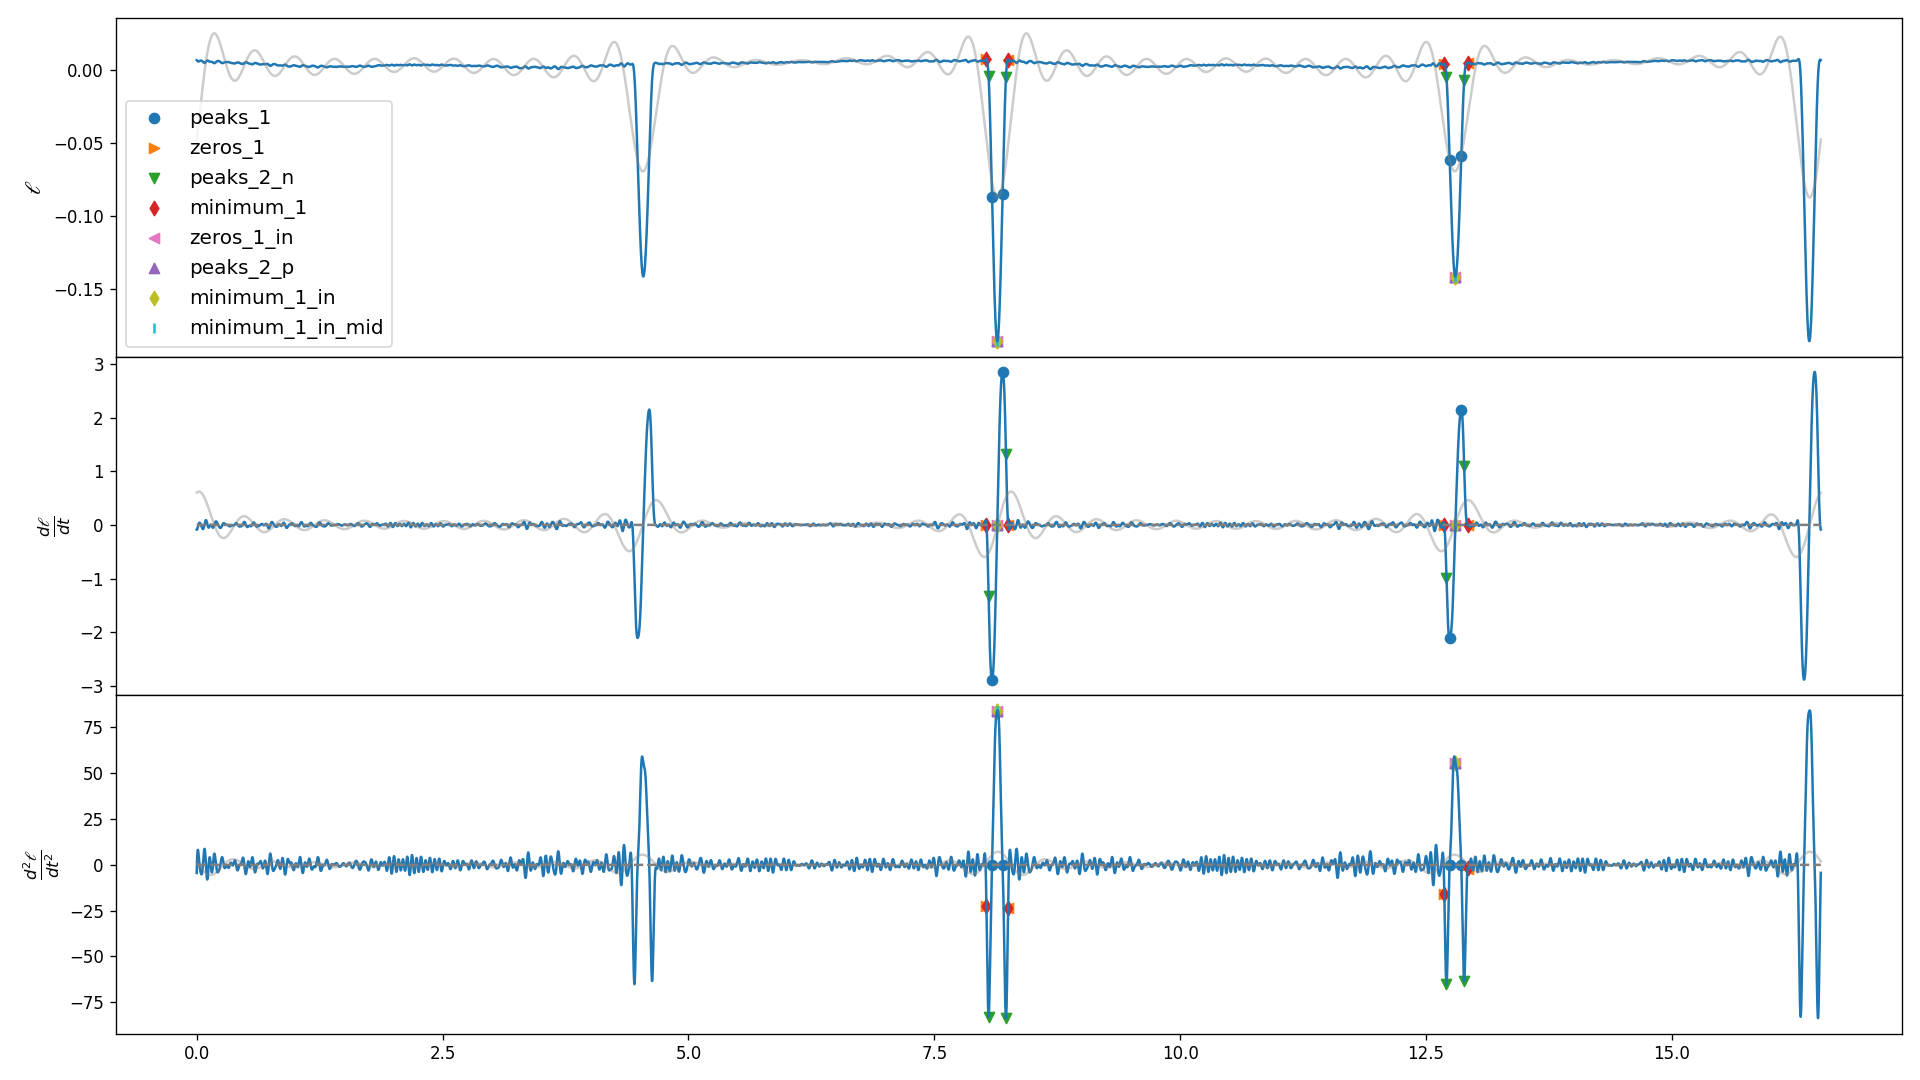 0.00
−0.05
−0.10
−0.15
ℓ
peaks_1
zeros_1
peaks_2_n
minimum_1
zeros_1_in
peaks_2_p
minimum_1_in
minimum_1_in_mid
3
2
1
0
−1
−2
−3
dℓ
dt
75
50
25
0
−25
−50
−75
d²ℓ
dt²
0.0 2.5 5.0 7.5 10.0 12.5 15.0